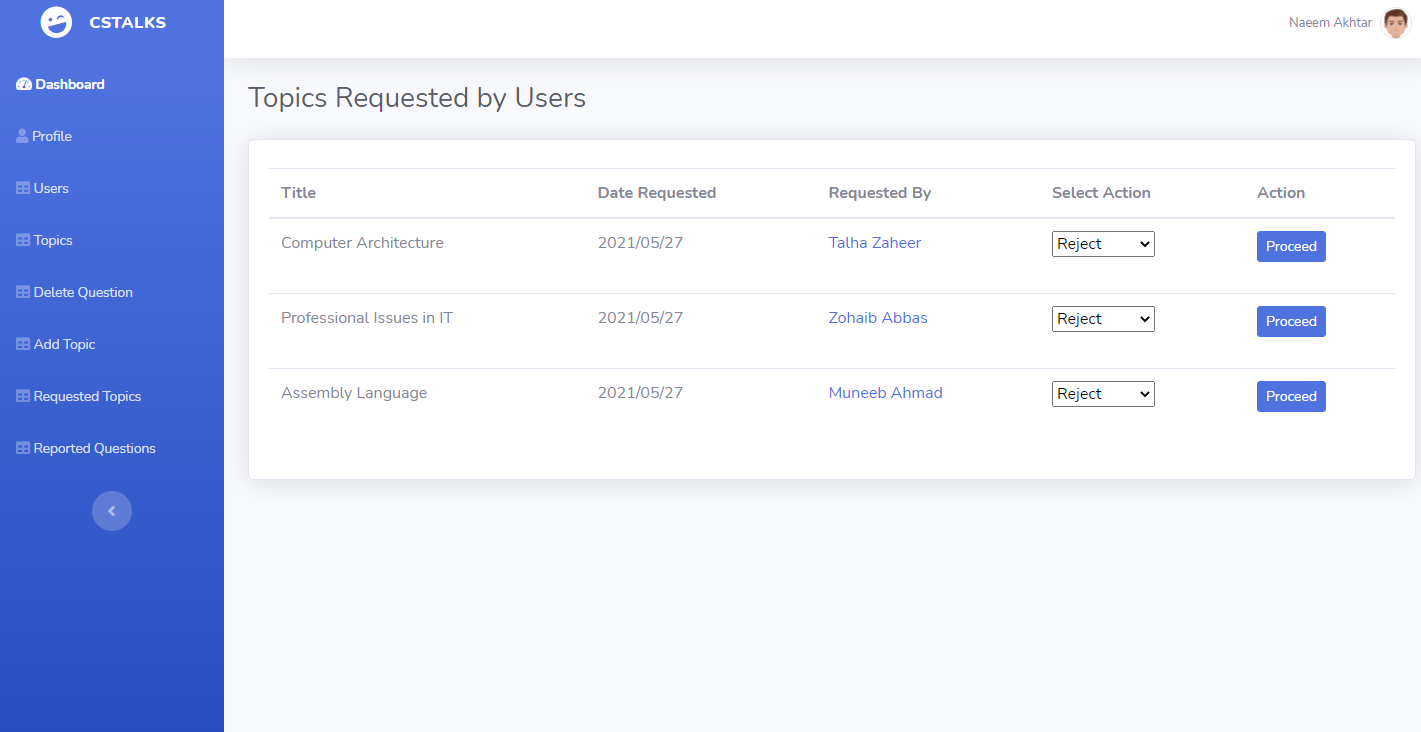 CSTALKS
Naeem Akhtar
Dashboard
Profile
Users
Topics
Delete Question
Add Topic
Requested Topics
Reported Questions
Topics Requested by Users
Title Date Requested Requested By Select Action Action
Computer Architecture 2021/05/27 Talha Zaheer Reject Proceed
Professional Issues in IT 2021/05/27 Zohaib Abbas Reject Proceed
Assembly Language 2021/05/27 Muneeb Ahmad Reject Proceed